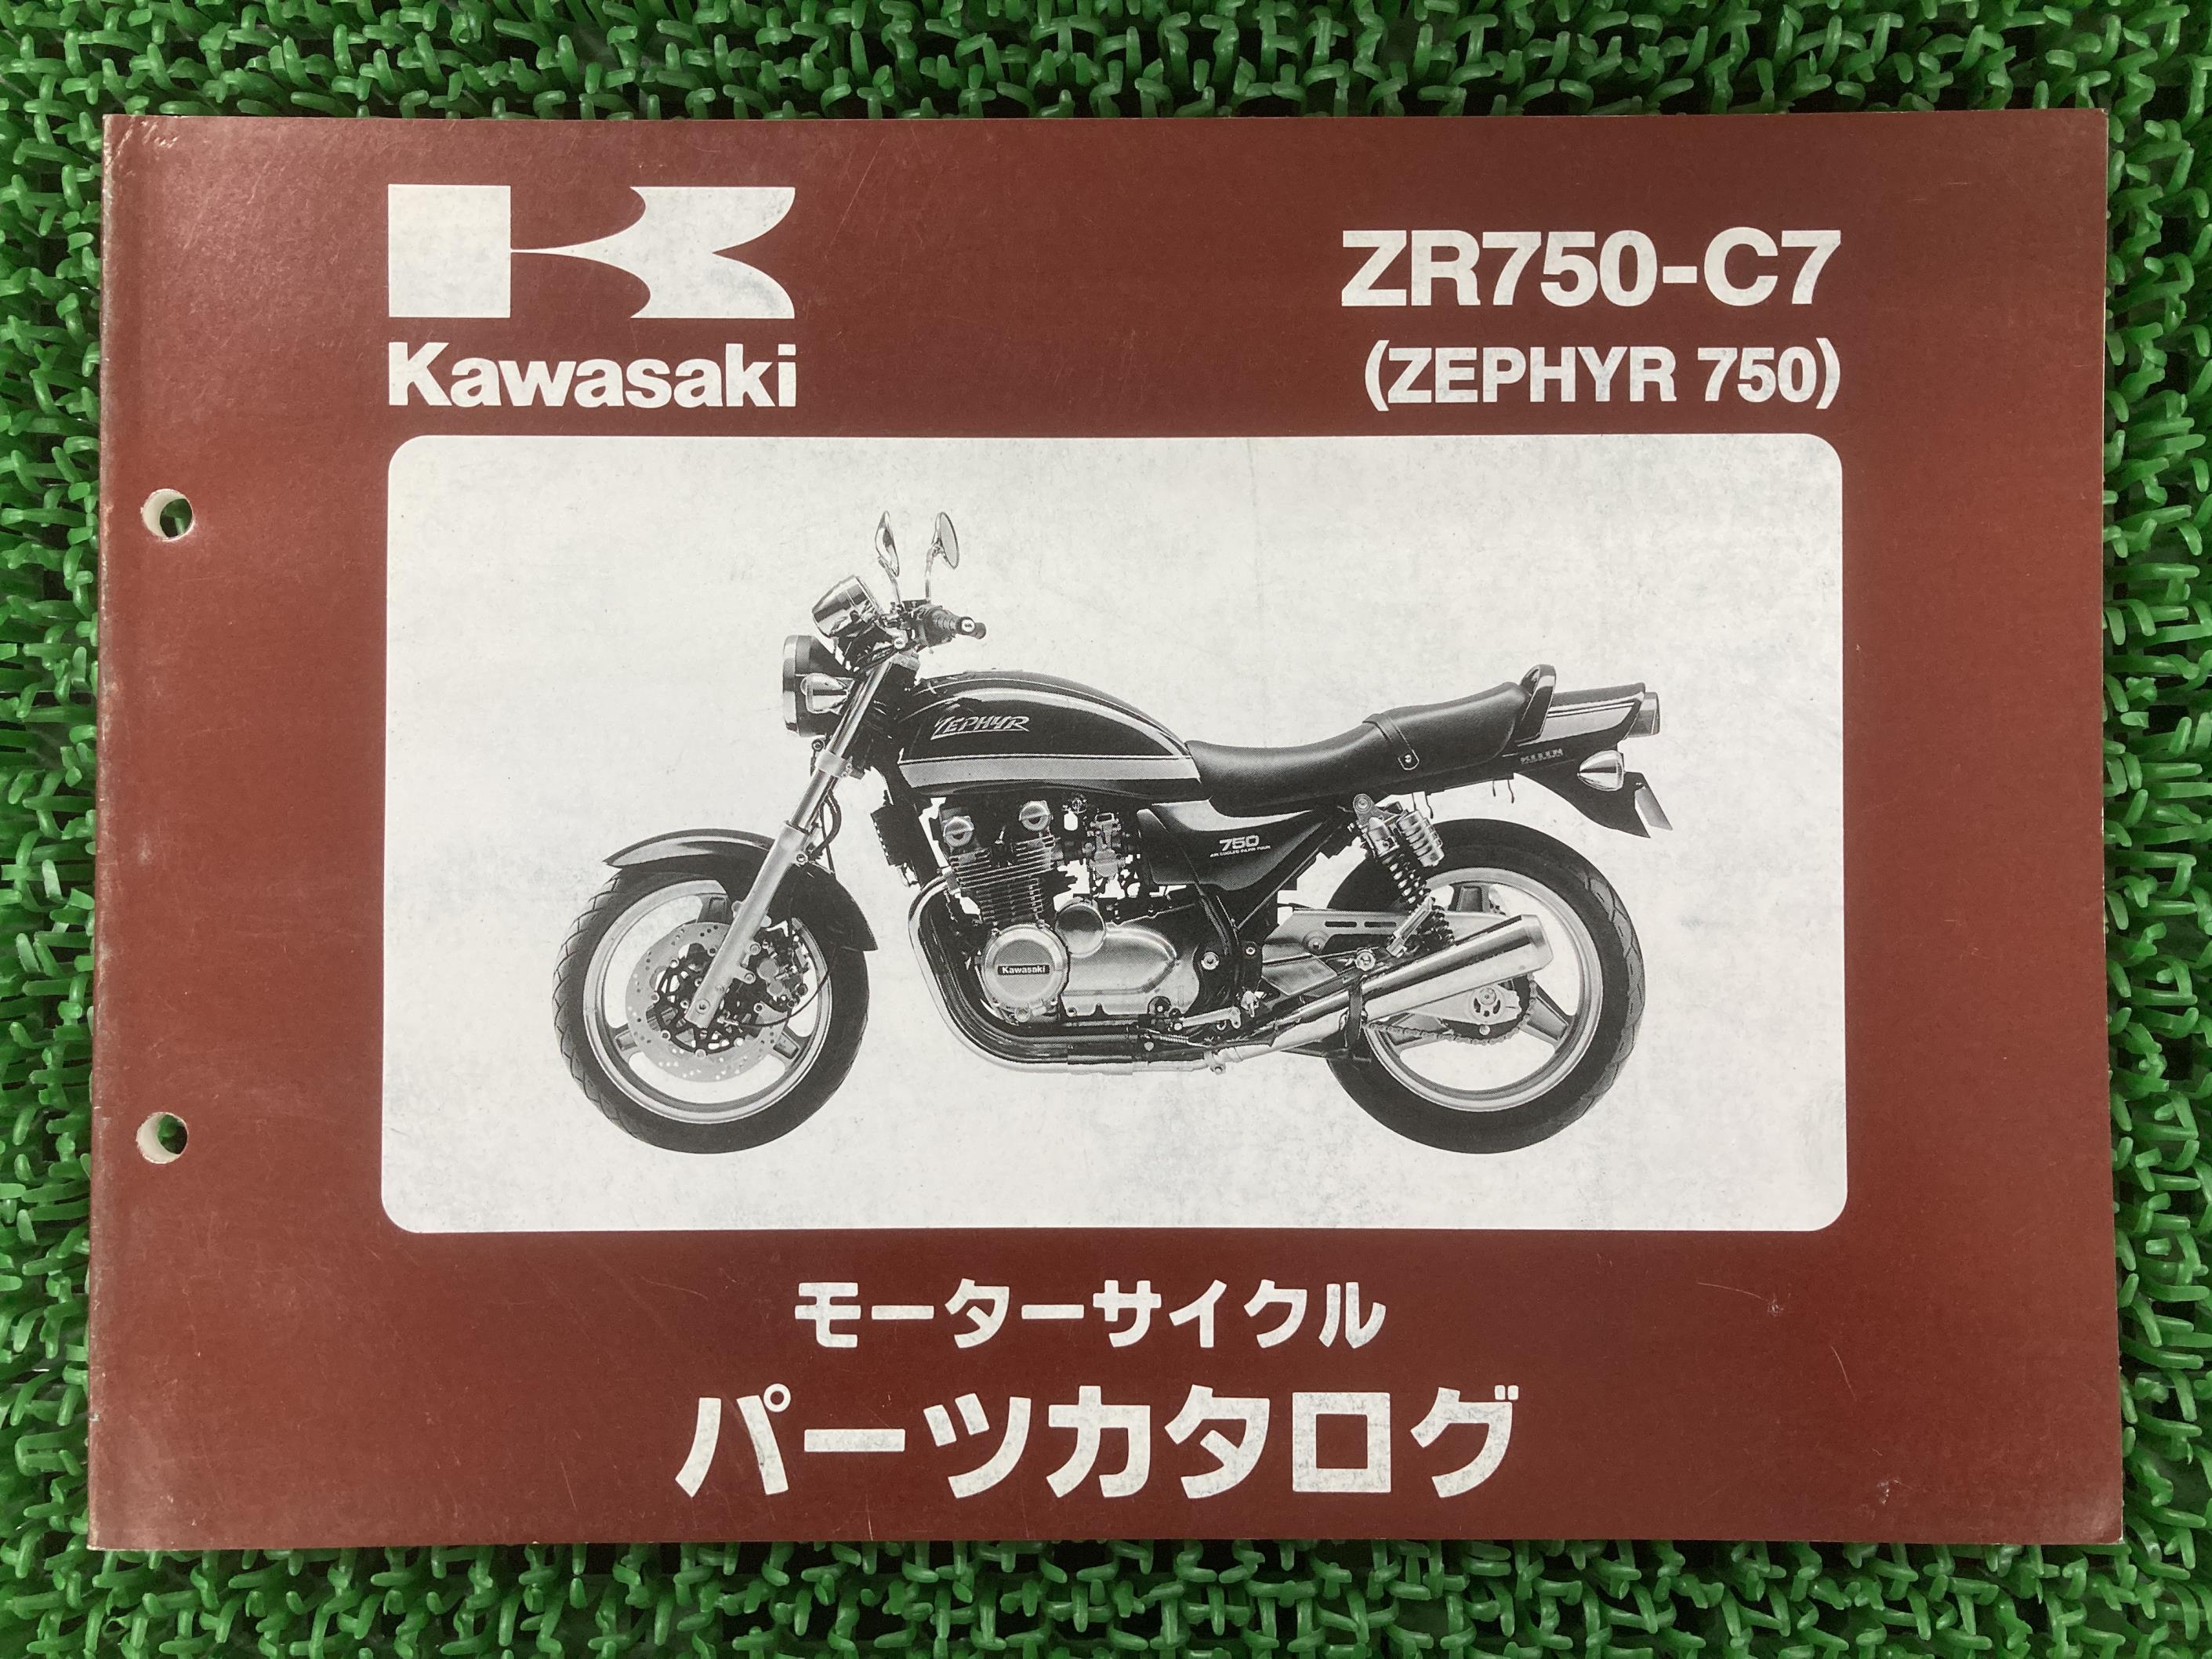 Kawasaki
ZR750-C7
(ZEPHYR 750)
ZEPHYR
750
Kawasaki
モーターサイクル
パーツカタログ